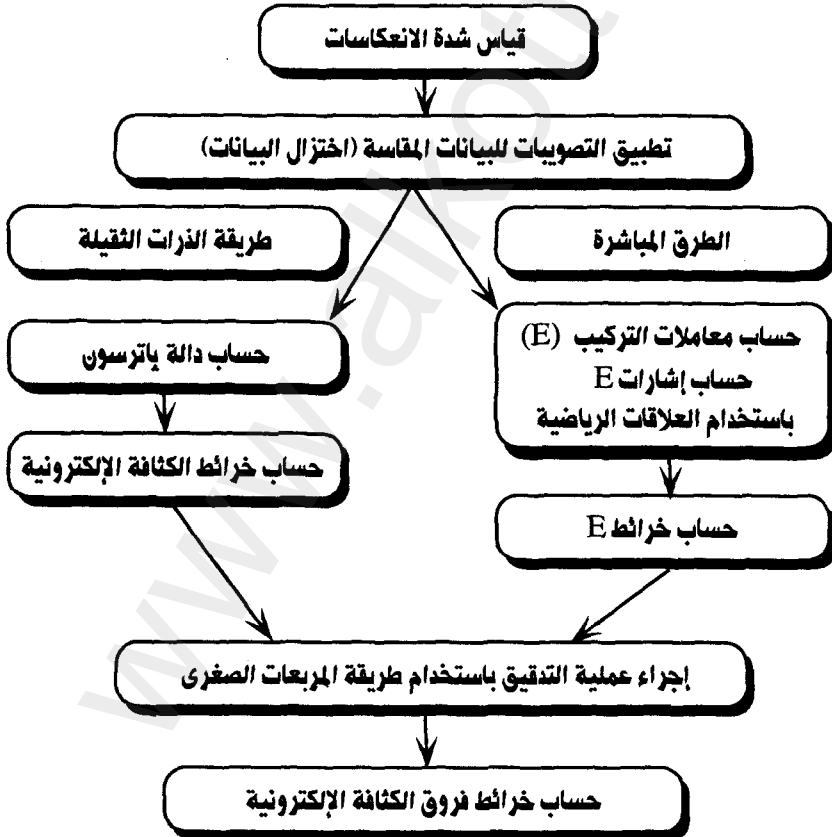 قياس شدة الانعكاسات
تطبيق التصويبات للبيانات المقاسة (اختزال البيانات)
الطرق المباشرة
طريقة الذرات الثقيلة
حساب معاملات التركيب (E)
حساب إشارات E
باستخدام العلاقات الرياضية
حساب دالة باترسون
حساب خرائط الكثافة الإلكترونية
حساب خرائط E
إجراء عملية التدقيق باستخدام طريقة المربعات الصغرى
حساب خرائط فروق الكثافة الإلكترونية
www.alkot